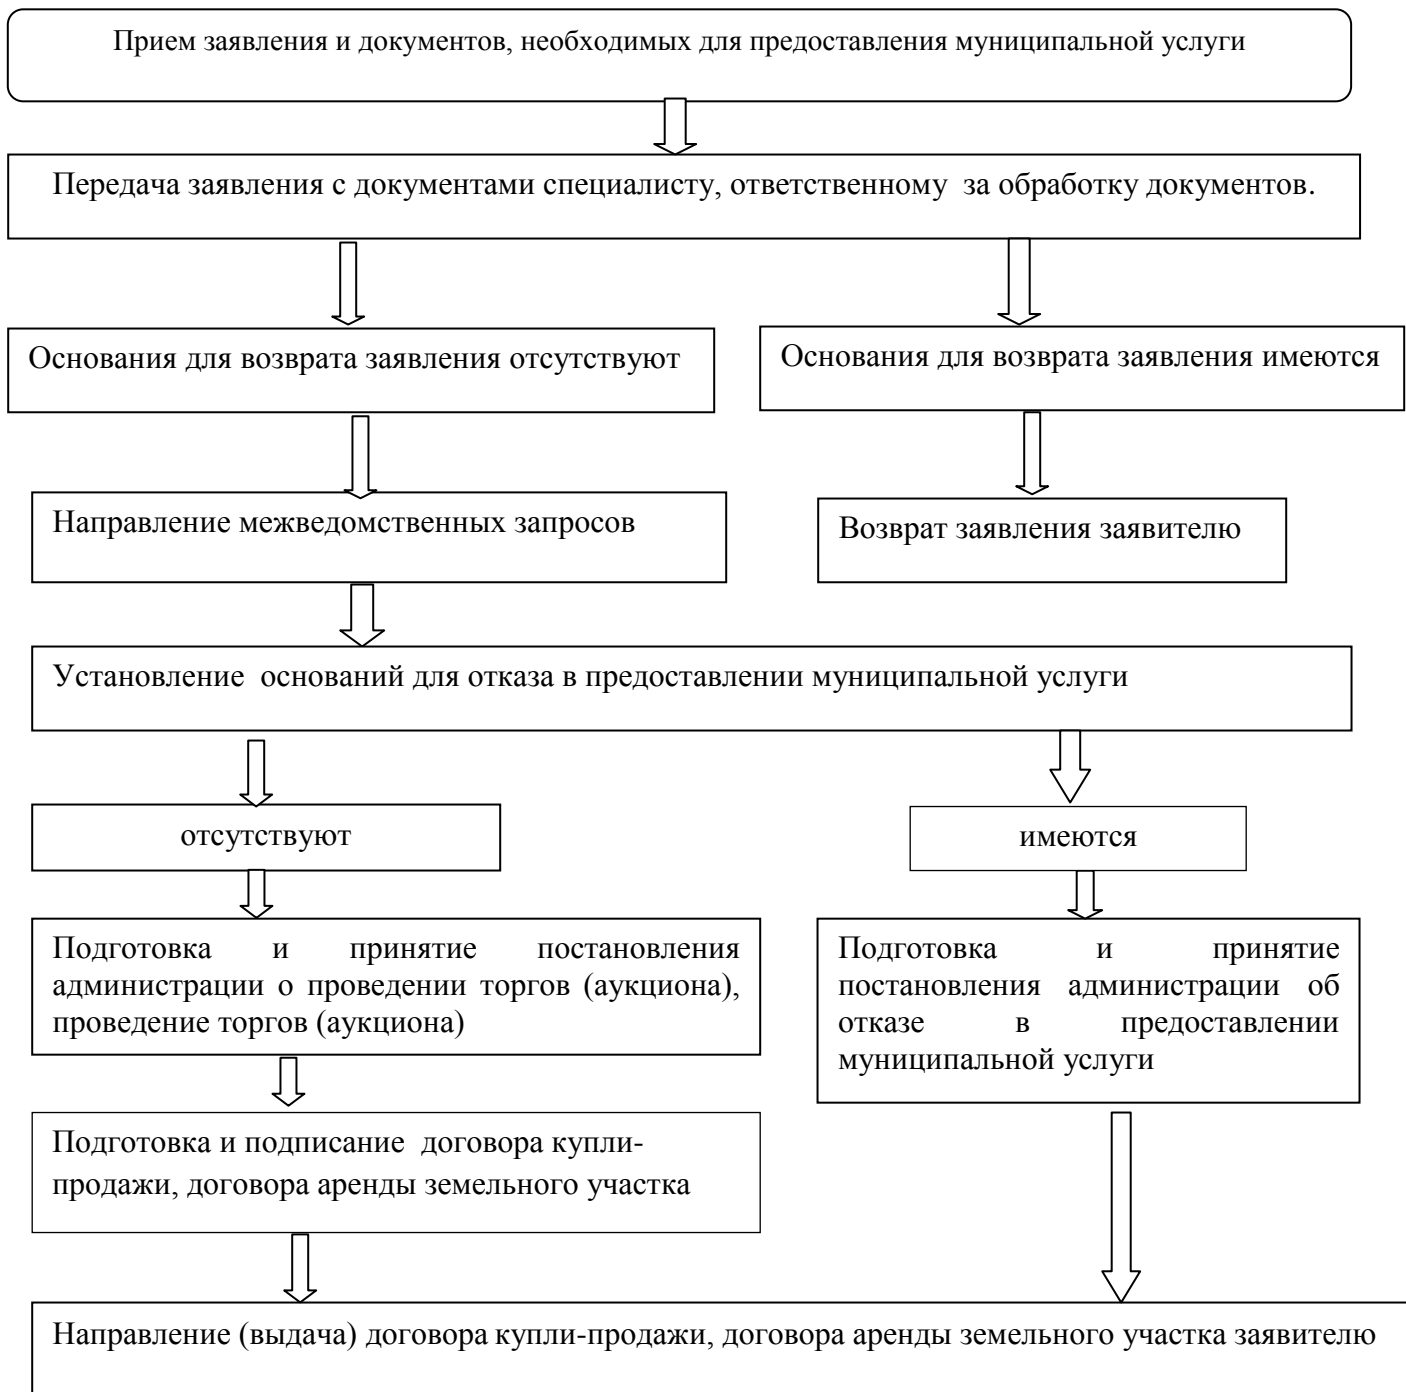 Прием заявления и документов, необходимых для предоставления муниципальной услуги
Передача заявления с документами специалисту, ответственному за обработку документов.
Основания для возврата заявления отсутствуют
Основания для возврата заявления имеются
Направление межведомственных запросов
Возврат заявления заявителю
Установление оснований для отказа в предоставлении муниципальной услуги
отсутствуют
имеются
Подготовка и принятие постановления
администрации о проведении торгов (аукциона),
проведение торгов (аукциона)
Подготовка и принятие
постановления администрации об
отказе в предоставлении
муниципальной услуги
Подготовка и подписание договора купли-
продажи, договора аренды земельного участка
Направление (выдача) договора купли-продажи, договора аренды земельного участка заявителю